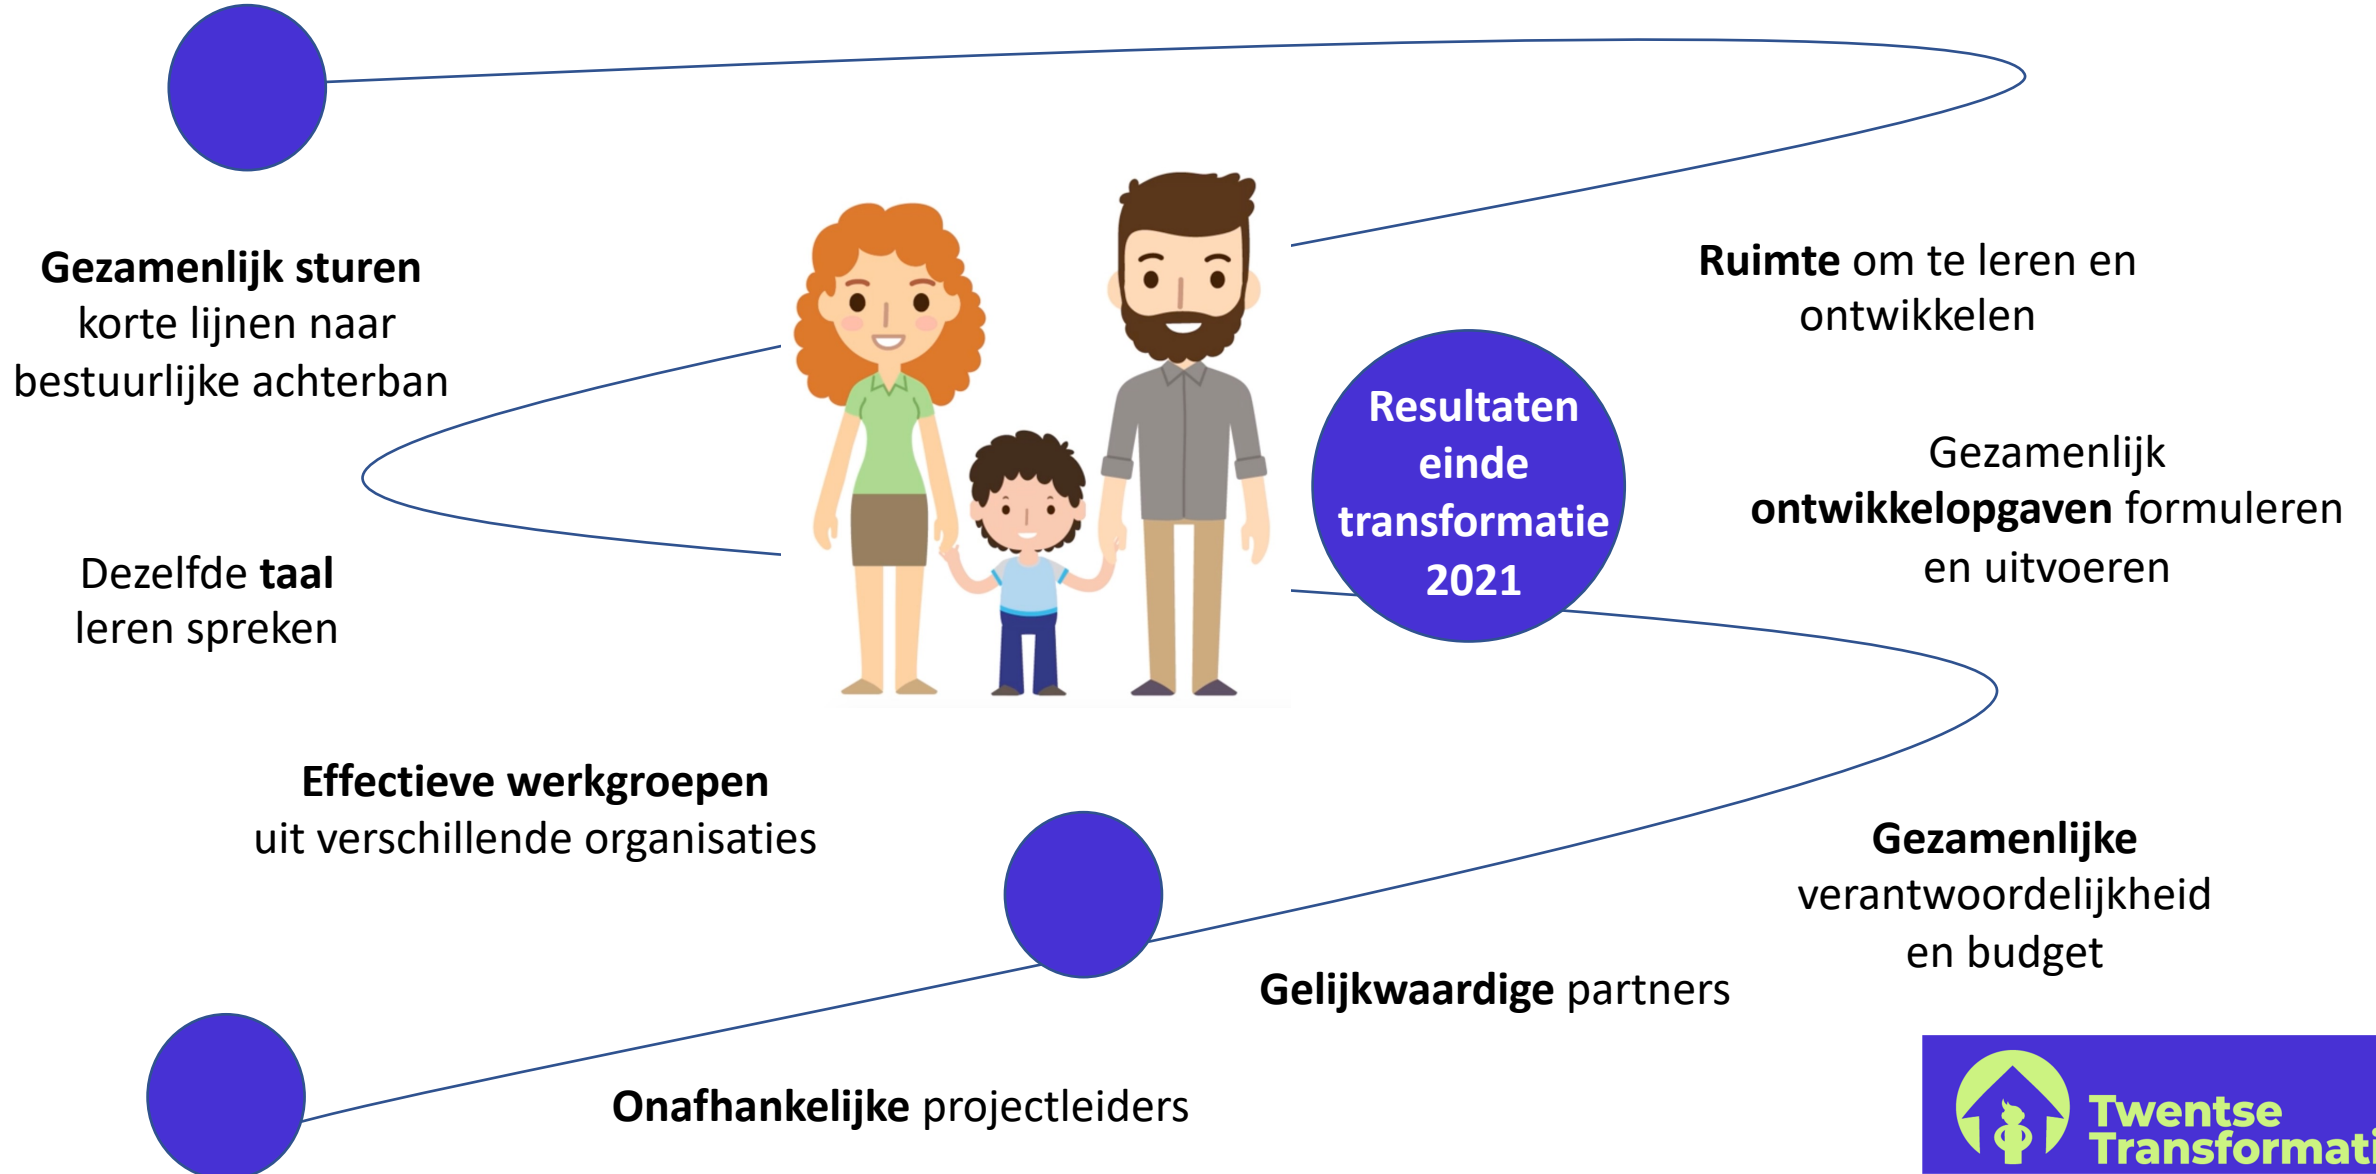 Gezamenlijk sturen
korte lijnen naar
bestuurlijke achterban
Ruimte om te leren en
ontwikkelen
Resultaten
einde
transformatie
2021
Gezamenlijk
ontwikkelopgaven formuleren
en uitvoeren
Dezelfde taal
leren spreken
Effectieve werkgroepen
uit verschillende organisaties
Gezamenlijke
verantwoordelijkheid
en budget
Gelijkwaardige partners
Onafhankelijke projectleiders
Twentse
Transformati